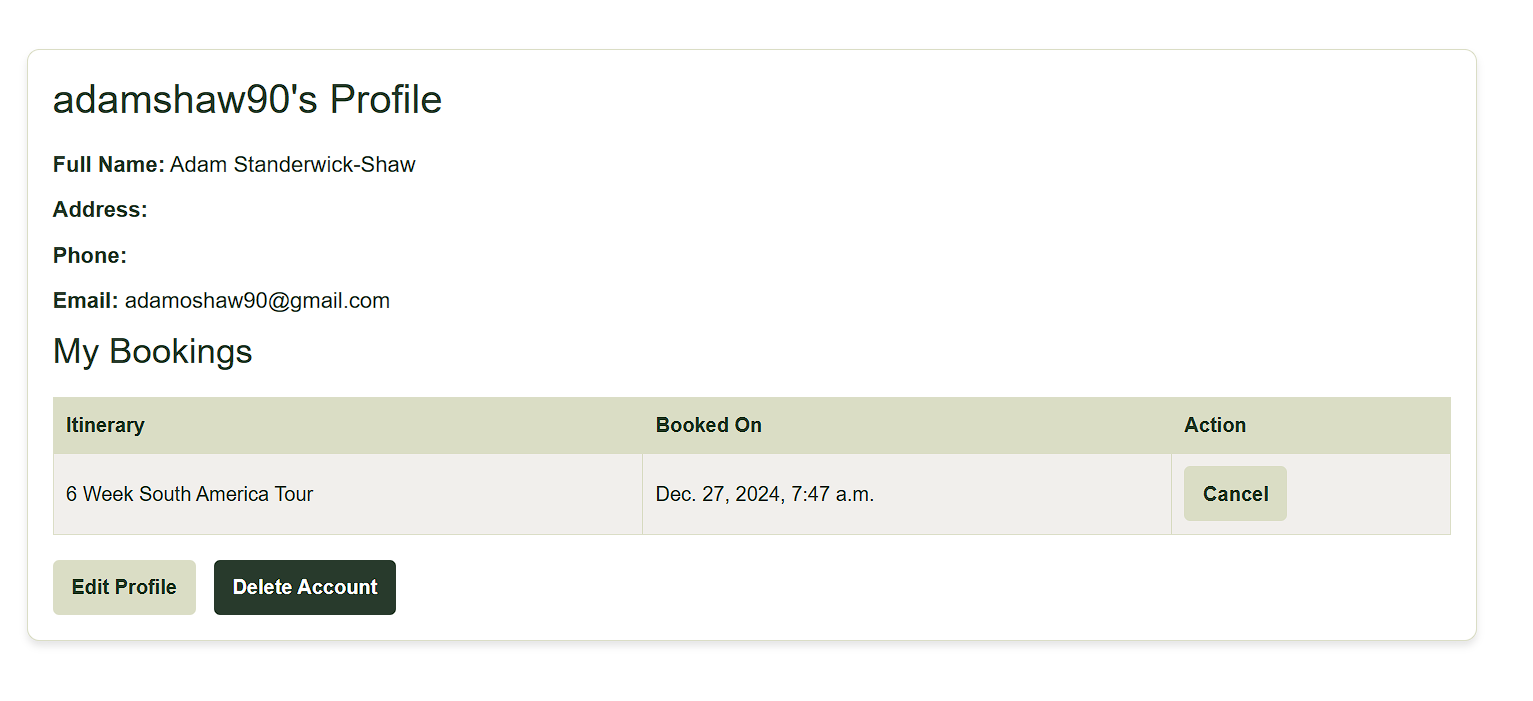 adamshaw90's Profile
Full Name: Adam Standerwick-Shaw
Address:
Phone:
Email: adamoshaw90@gmail.com
My Bookings
Itinerary Booked On Action
6 Week South America Tour Dec. 27, 2024, 7:47 a.m. Cancel
Edit Profile Delete Account